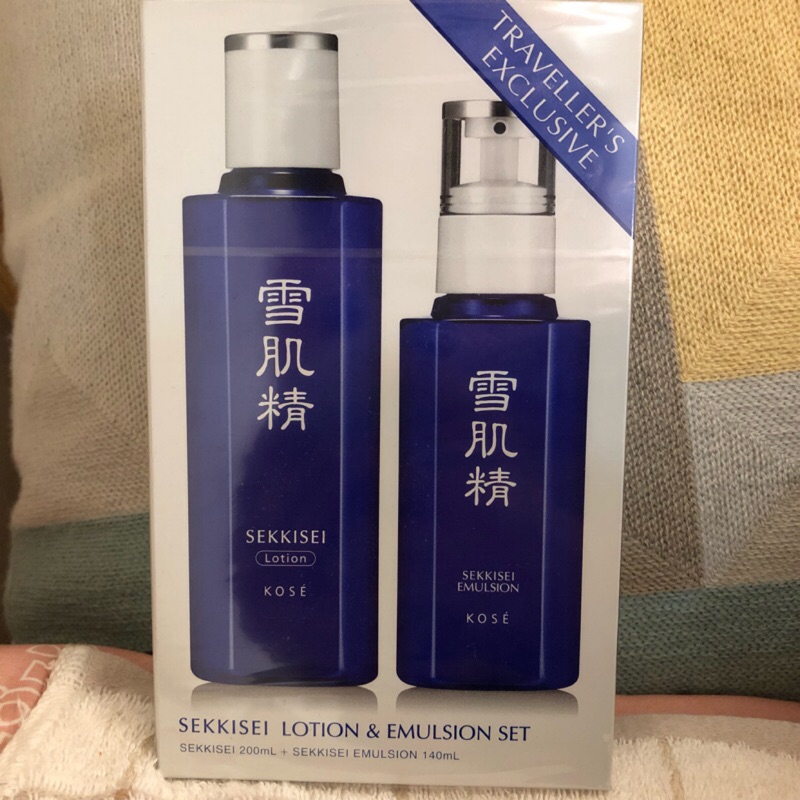 TRAVELLER'S
EXCLUSIVE
雪
肌
精
SEKKISEI
Lotion
KOSÉ
雪
肌
精
SEKKISEI
EMULSION
KOSÉ
SEKKISEI LOTION & EMULSION SET
SEKKISEI 200mL + SEKKISEI EMULSION 140mL